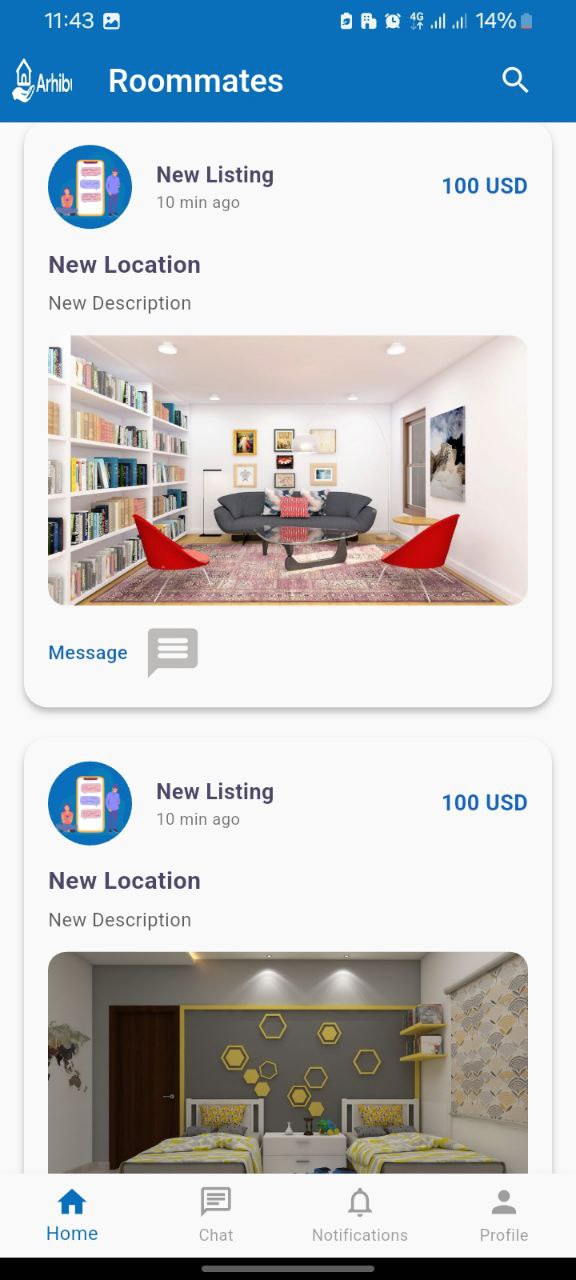 11:43
4G
14%
Arhibu
Roommates
New Listing
100 USD
10 min ago
New Location
New Description
Message
New Listing
100 USD
10 min ago
New Location
New Description
Home
Chat
Notifications
Profile